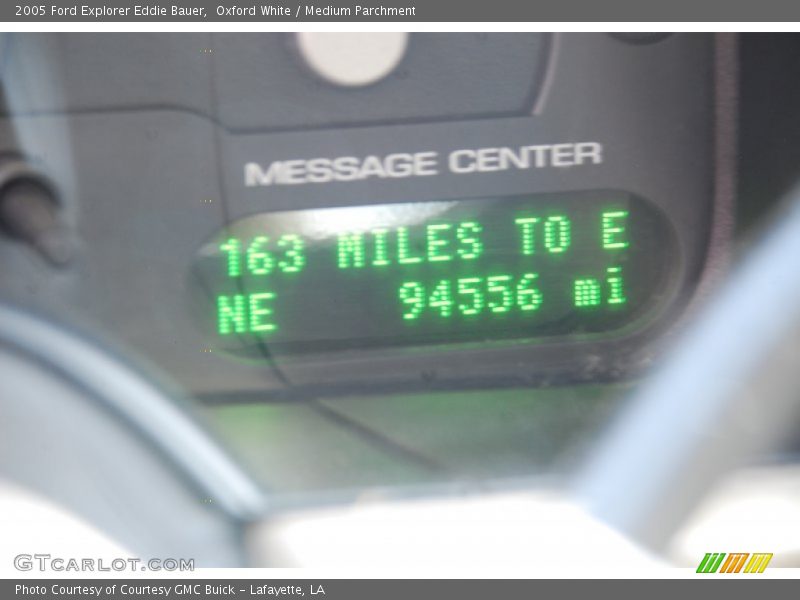 2005 Ford Explorer Eddie Bauer,  Oxford White / Medium Parchment
MESSAGE CENTER
163 MILES TO E
NE 94556 mi
GTCARLOT.COM
Photo Courtesy of Courtesy GMC Buick - Lafayette, LA